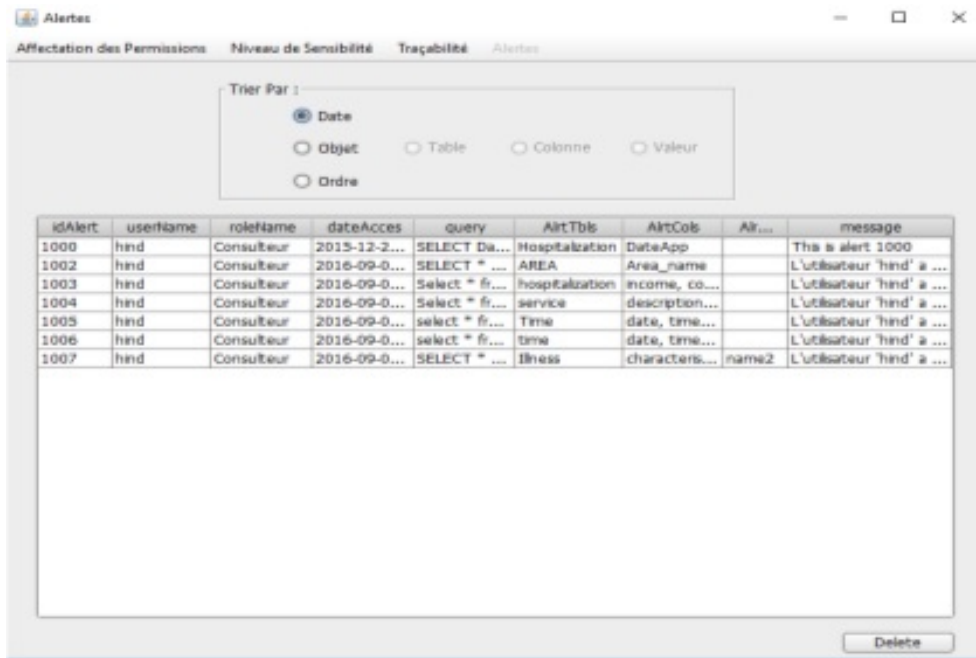 Alertes
Affectation des Permissions Niveau de Sensibilité Traçabilité Alertes
Trier Par :
Date
Objet Table Colonne Valeur
Ordre
idAlert userName roleName dateAcces query AlrtTbls AlrtCols Alr... message
1000 hind Consulteur 2015-12-2... SELECT Da... Hospitalization DateApp This is alert 1000
1002 hind Consulteur 2016-09-0... SELECT * ... AREA Area_name L'utilisateur 'hind' a ...
1003 hind Consulteur 2016-09-0... Select * fr... hospitalization income, co... L'utilisateur 'hind' a ...
1004 hind Consulteur 2016-09-0... Select * fr... service description... L'utilisateur 'hind' a ...
1005 hind Consulteur 2016-09-0... select * fr... Time date, time... L'utilisateur 'hind' a ...
1006 hind Consulteur 2016-09-0... select * fr... time date, time... L'utilisateur 'hind' a ...
1007 hind Consulteur 2016-09-0... SELECT * ... Illness characteris... name2 L'utilisateur 'hind' a ...
Delete